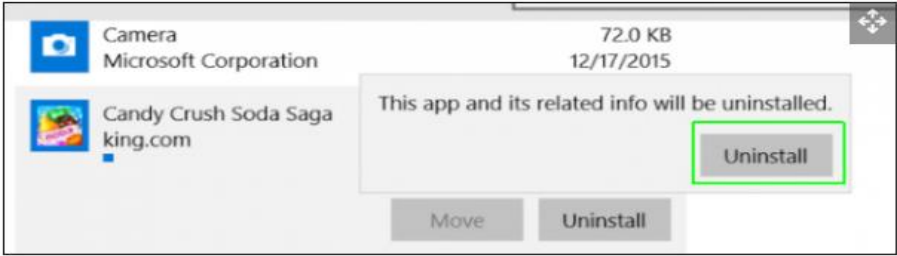 Camera
72.0 KB
Microsoft Corporation
12/17/2015
This app and its related info will be uninstalled.
Candy Crush Soda Saga
king.com
Uninstall
Move
Uninstall